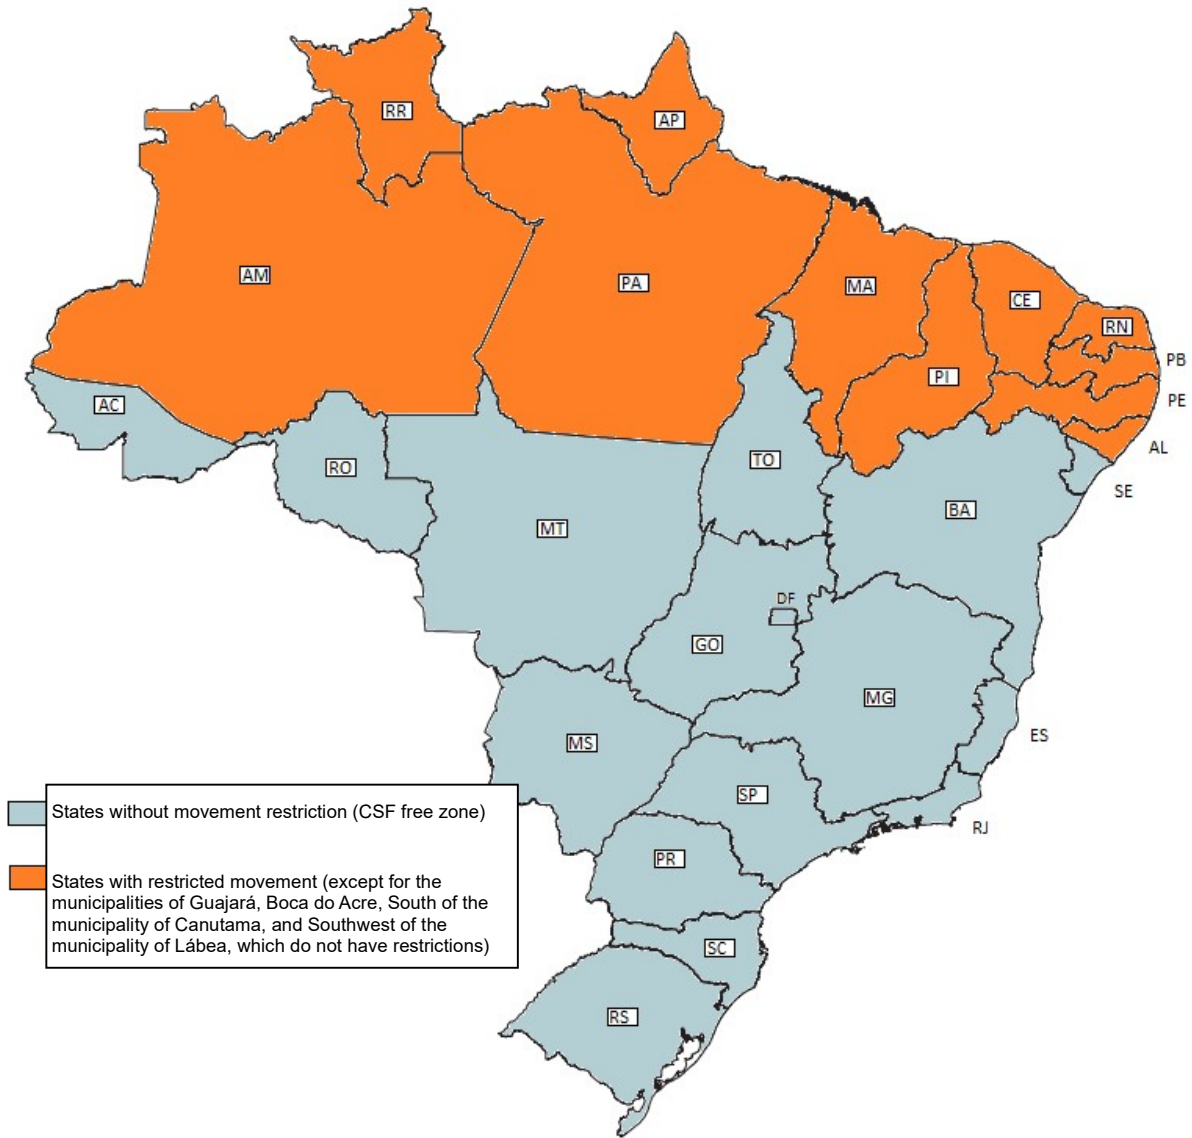 RR
AP
AM
PA
MA
CE
RN
PB
PI
PE
AC
AL
RO
TO
SE
BA
MT
DF
GO
MG
ES
MS
SP
RJ
PR
SC
RS
States without movement restriction (CSF free zone)
States with restricted movement (except for the
municipalities of Guajará, Boca do Acre, South of the
municipality of Canutama, and Southwest of the
municipality of Lábea, which do not have restrictions)